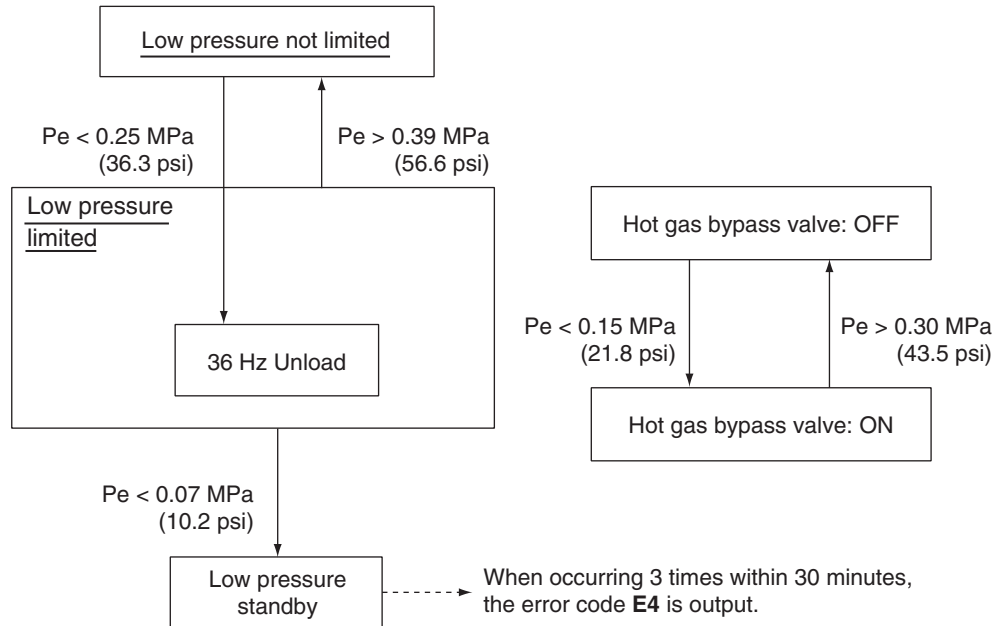 Low pressure not limited
Pe < 0.25 MPa
(36.3 psi)
Pe > 0.39 MPa
(56.6 psi)
Low pressure
limited
36 Hz Unload
Pe < 0.07 MPa
(10.2 psi)
Low pressure
standby
When occurring 3 times within 30 minutes,
the error code E4 is output.
Hot gas bypass valve: OFF
Pe < 0.15 MPa
(21.8 psi)
Pe > 0.30 MPa
(43.5 psi)
Hot gas bypass valve: ON